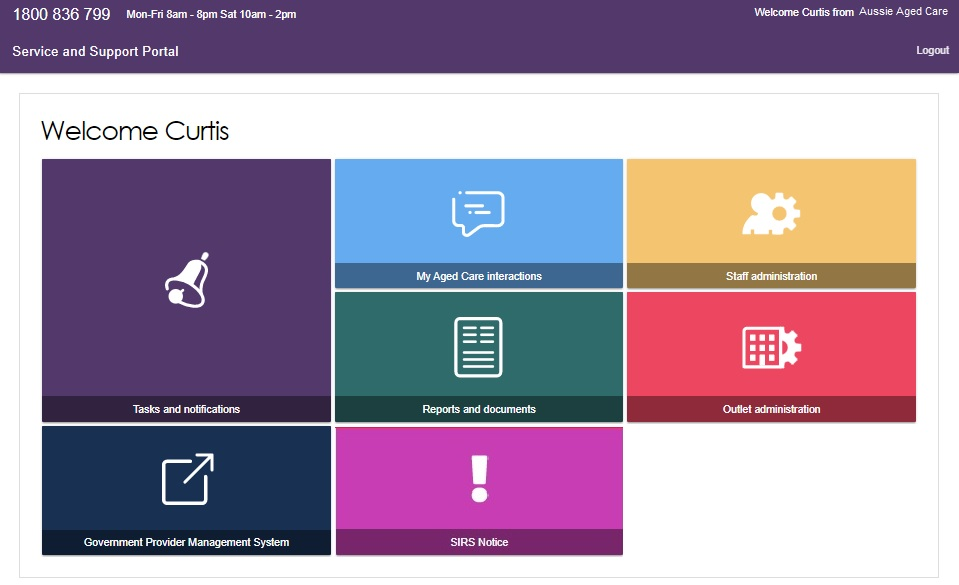 1800 836 799 Mon-Fri 8am - 8pm Sat 10am - 2pm
Welcome Curtis from Aussie Aged Care
Service and Support Portal
Logout
Welcome Curtis
My Aged Care interactions
Staff administration
Tasks and notifications
Reports and documents
Outlet administration
Government Provider Management System
SIRS Notice